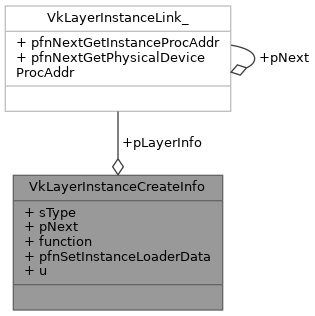 VkLayerInstanceLink_
+ pfnNextGetInstanceProcAddr
+ pfnNextGetPhysicalDevice
ProcAddr
+pNext
+pLayerInfo
VkLayerInstanceCreateInfo
+ sType
+ pNext
+ function
+ pfnSetInstanceLoaderData
+ u